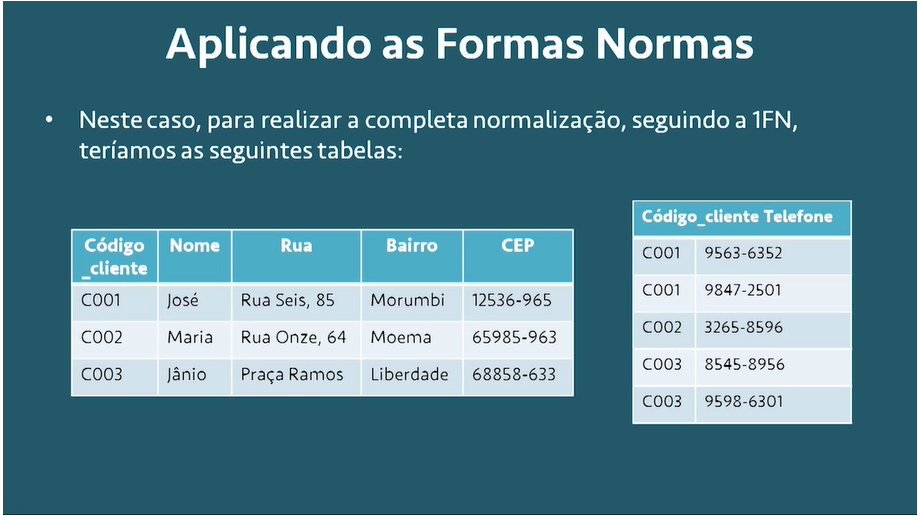 Aplicando as Formas Normas
• Neste caso, para realizar a completa normalização, seguindo a 1FN,
teríamos as seguintes tabelas:
Código
_cliente Nome Rua Bairro CEP
C001 José Rua Seis, 85 Morumbi 12536-965
C002 Maria Rua Onze, 64 Moema 65985-963
C003 Jânio Praça Ramos Liberdade 68858-633
Código_cliente Telefone
C001 9563-6352
C001 9847-2501
C002 3265-8596
C003 8545-8956
C003 9598-6301